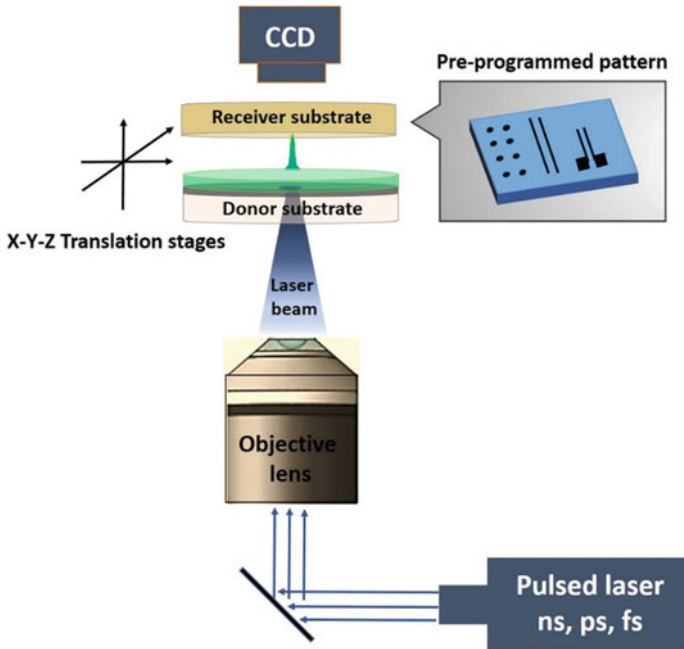 CCD
Pre-programmed pattern
Receiver substrate
Donor substrate
X-Y-Z Translation stages
Laser
beam
Objective
lens
Pulsed laser
ns, ps, fs